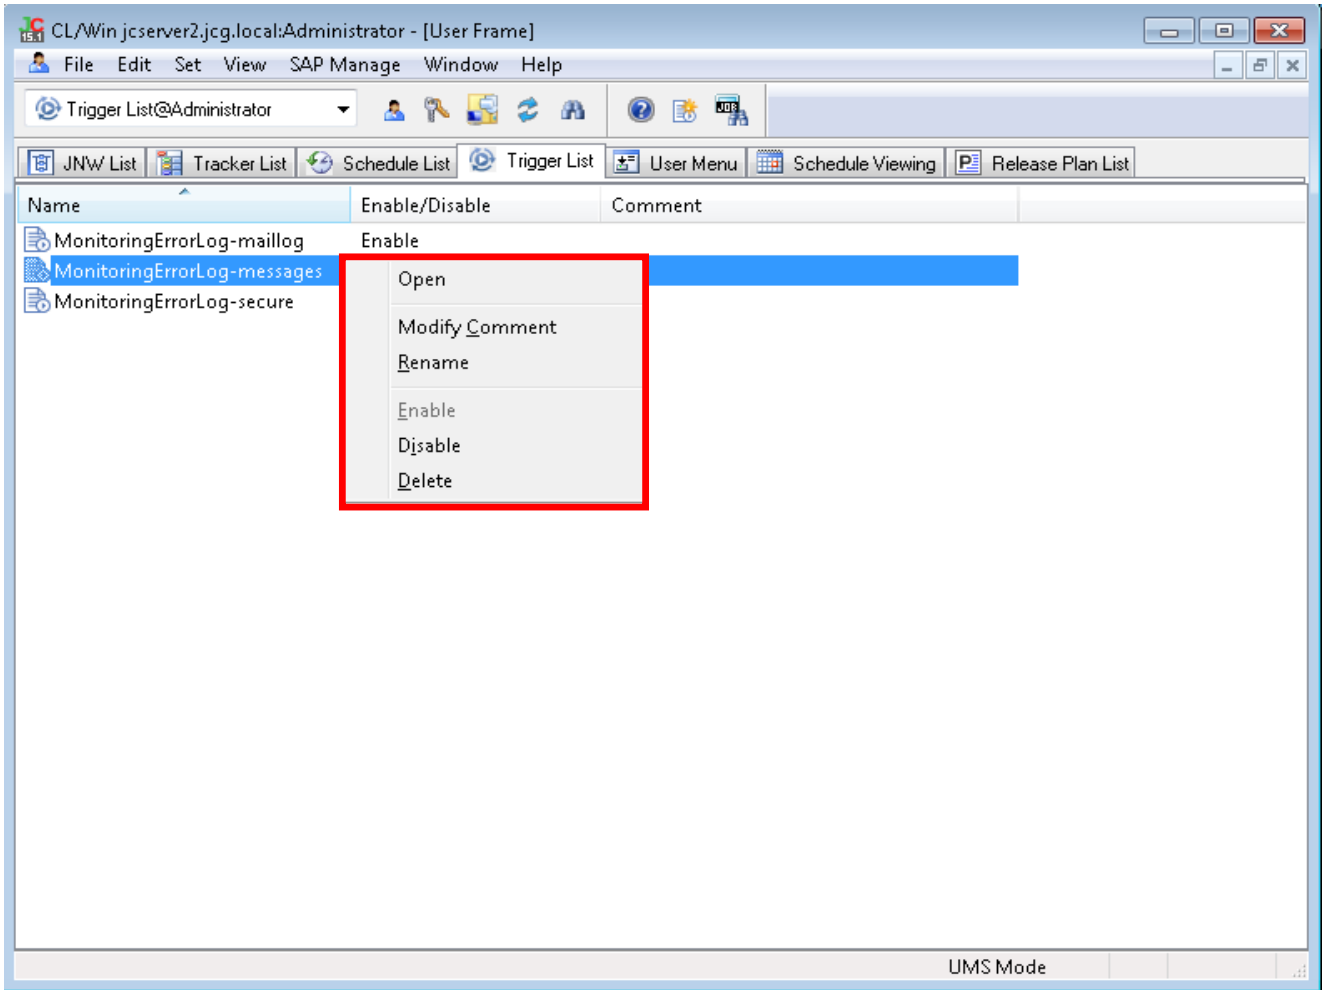 CL/Win jcserver2.jcg.local:Administrator - [User Frame]
File Edit Set View SAP Manage Window Help
Trigger List@Administrator
JNW List Tracker List Schedule List Trigger List User Menu Schedule Viewing Release Plan List
Name Enable/Disable Comment
MonitoringErrorLog-maillog Enable
MonitoringErrorLog-messages
MonitoringErrorLog-secure
Open
Modify Comment
Rename
Enable
Disable
Delete
UMS Mode